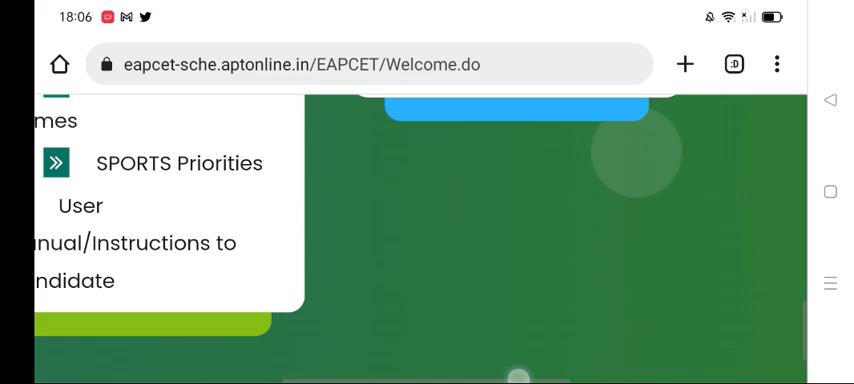 18:06
eapcet-sche.aptonline.in/EAPCET/Welcome.do
:D
mes
SPORTS Priorities
User
nual/Instructions to
ndidate